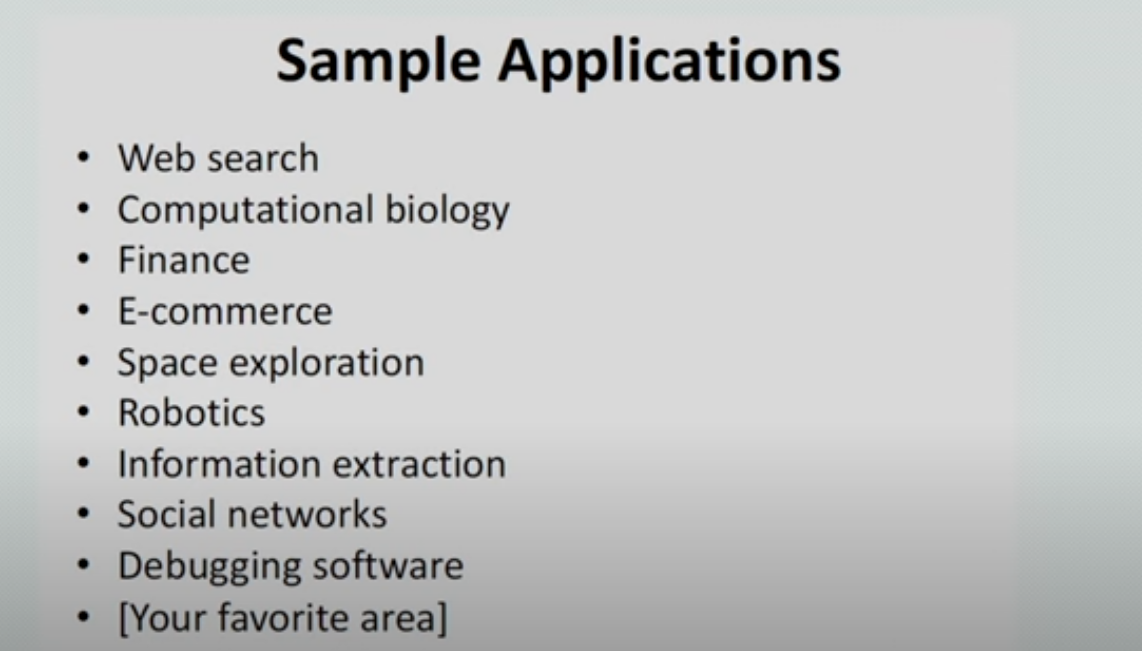 Sample Applications
• Web search
• Computational biology
• Finance
• E-commerce
• Space exploration
• Robotics
• Information extraction
• Social networks
• Debugging software
• [Your favorite area]